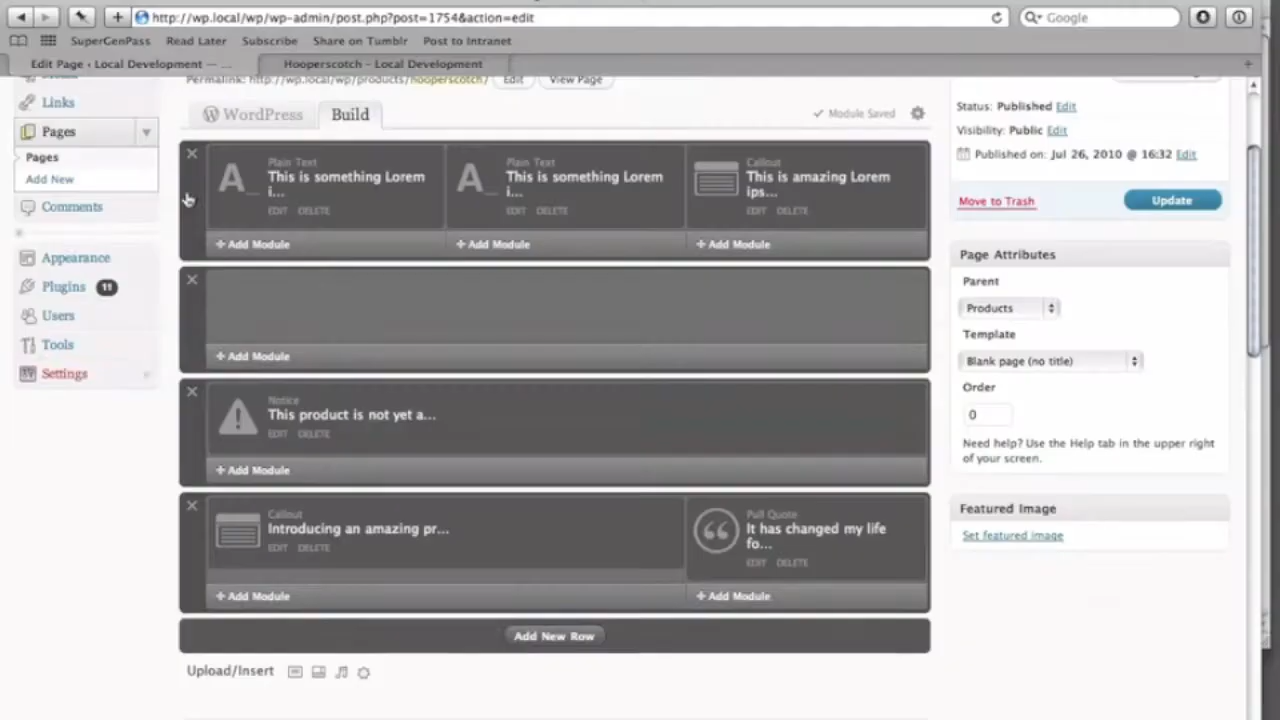 http://wp.local/wp/wp-admin/post.php?post=1754&action=edit
Google
SuperGenPass Read Later Subscribe Share on Tumblr Post to Intranet
Edit Page ‹ Local Development — ...
Hooperscotch – Local Development
Permalink: http://wp.local/wp/products/hooperscotch/ Edit View Page
Links
Pages
Pages
Add New
Comments
Appearance
Plugins 11
Users
Tools
Settings
WordPress
Build
Module Saved
Plain Text
This is something Lorem
i...
EDIT DELETE
+ Add Module
Plain Text
This is something Lorem
i...
EDIT DELETE
+ Add Module
Callout
This is amazing Lorem
ips...
EDIT DELETE
+ Add Module
+ Add Module
Notice
This product is not yet a...
EDIT DELETE
+ Add Module
Callout
Introducing an amazing pr...
EDIT DELETE
+ Add Module
Pull Quote
It has changed my life
fo...
EDIT DELETE
+ Add Module
Add New Row
Upload/Insert
Status: Published Edit
Visibility: Public Edit
Published on: Jul 26, 2010 @ 16:32 Edit
Move to Trash
Update
Page Attributes
Parent
Products
Template
Blank page (no title)
Order
0
Need help? Use the Help tab in the upper right
of your screen.
Featured Image
Set featured image